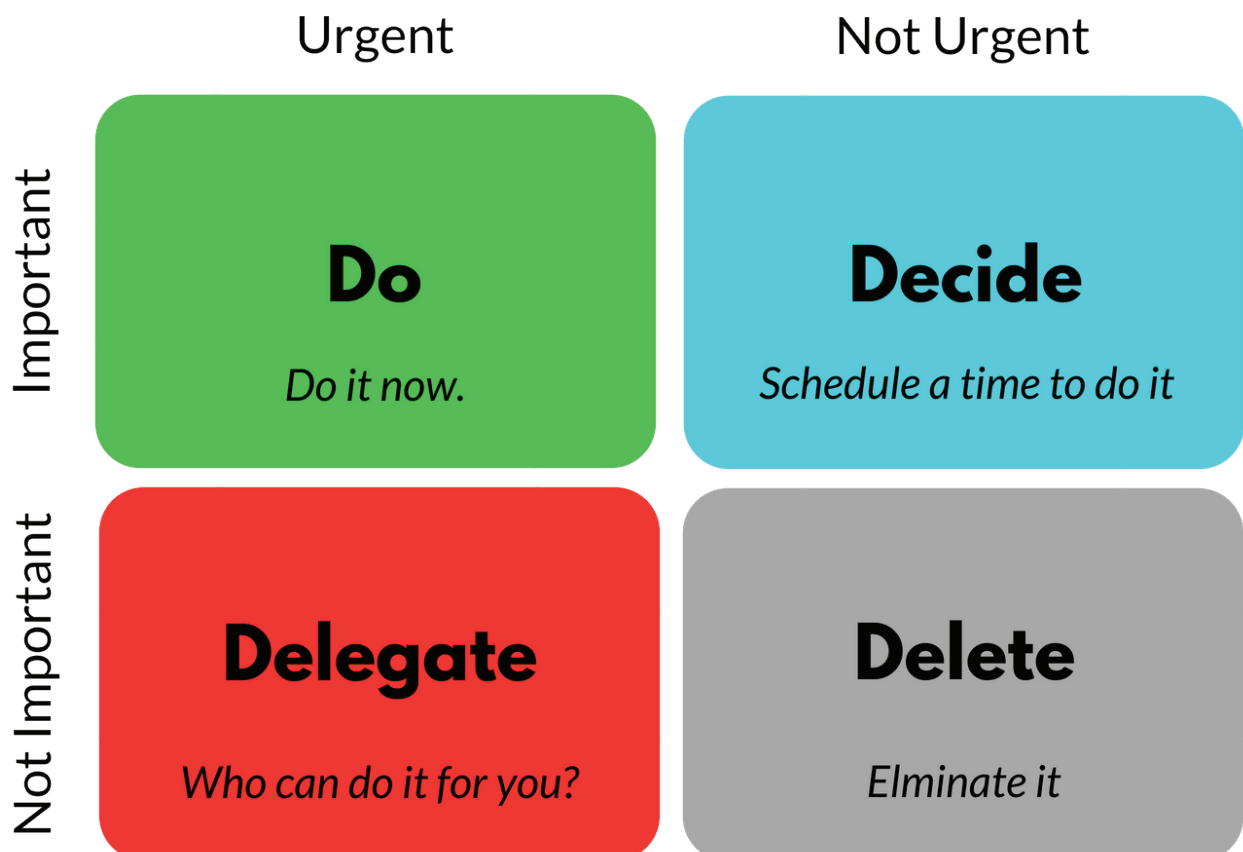 Urgent
Not Urgent
Important
Do
Do it now.
Decide
Schedule a time to do it
Not Important
Delegate
Who can do it for you?
Delete
Elminate it